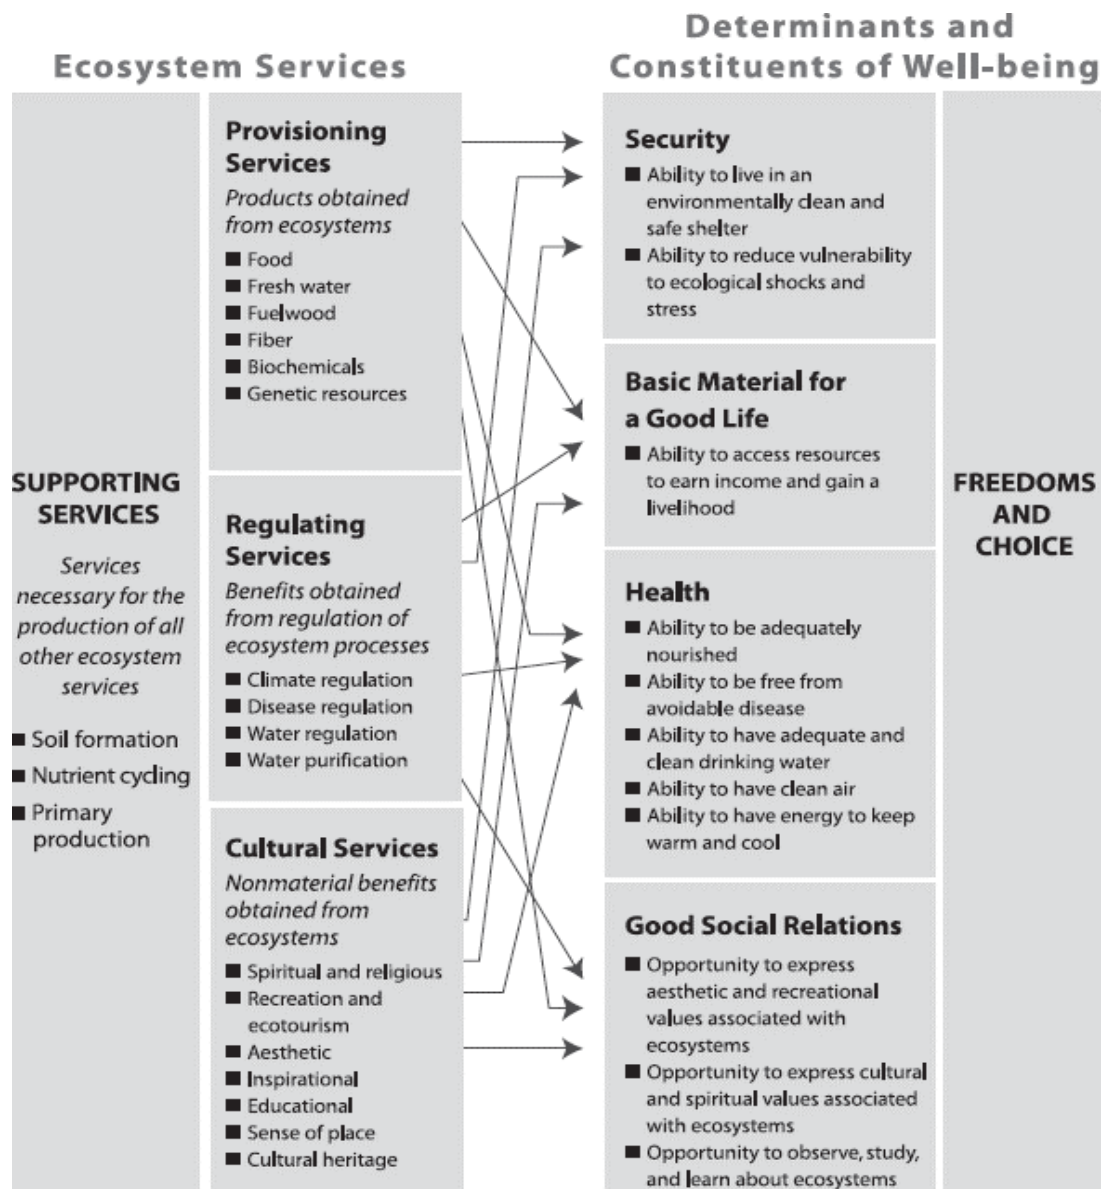 Ecosystem Services
Determinants and
Constituents of Well-being
SUPPORTING
SERVICES
Services
necessary for the
production of all
other ecosystem
services
■ Soil formation
■ Nutrient cycling
■ Primary
production
Provisioning
Services
Products obtained
from ecosystems
■ Food
■ Fresh water
■ Fuelwood
■ Fiber
■ Biochemicals
■ Genetic resources
Regulating
Services
Benefits obtained
from regulation of
ecosystem processes
■ Climate regulation
■ Disease regulation
■ Water regulation
■ Water purification
Cultural Services
Nonmaterial benefits
obtained from
ecosystems
■ Spiritual and religious
■ Recreation and
ecotourism
■ Aesthetic
■ Inspirational
■ Educational
■ Sense of place
■ Cultural heritage
Security
■ Ability to live in an
environmentally clean and
safe shelter
■ Ability to reduce vulnerability
to ecological shocks and
stress
Basic Material for
a Good Life
■ Ability to access resources
to earn income and gain a
livelihood
Health
■ Ability to be adequately
nourished
■ Ability to be free from
avoidable disease
■ Ability to have adequate and
clean drinking water
■ Ability to have clean air
■ Ability to have energy to keep
warm and cool
Good Social Relations
■ Opportunity to express
aesthetic and recreational
values associated with
ecosystems
■ Opportunity to express cultural
and spiritual values associated
with ecosystems
■ Opportunity to observe, study,
and learn about ecosystems
FREEDOMS
AND
CHOICE